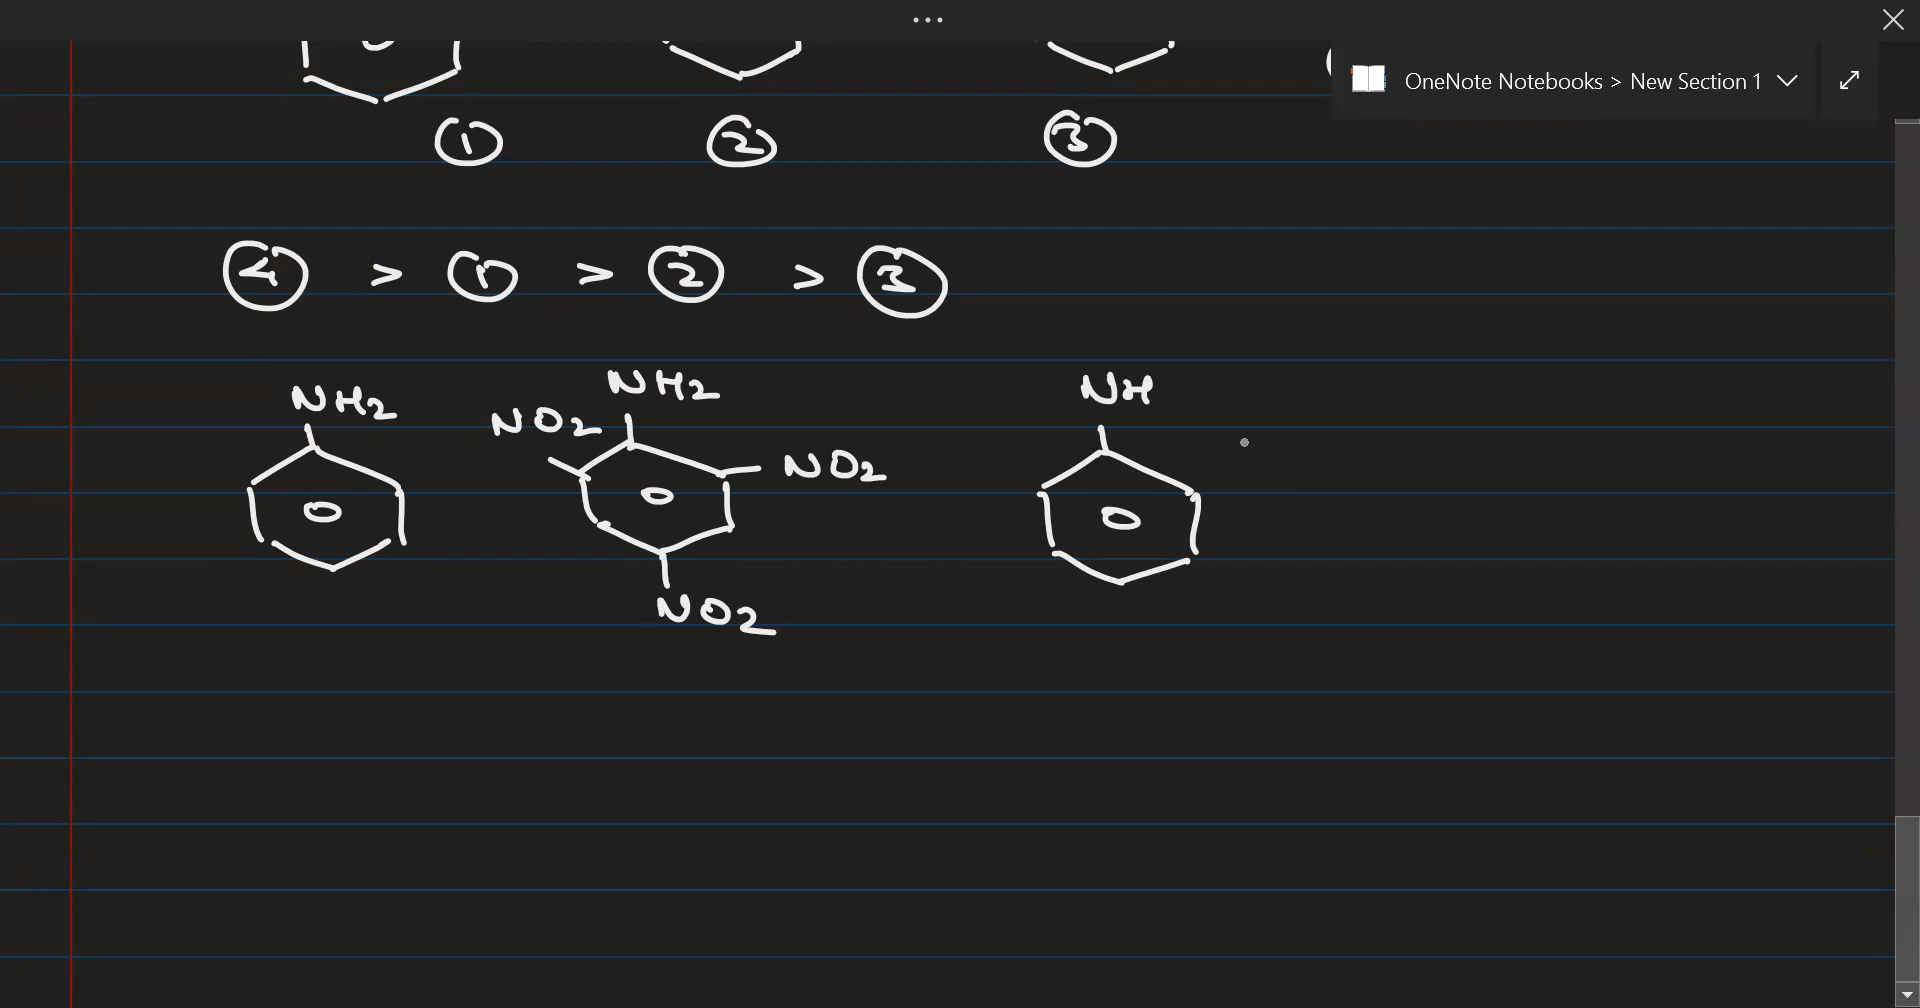 ...
OneNote Notebooks > New Section 1
① ② ③
④ > ① > ② > ③
NH2 NH2 NH
NO2 NO2
NO2